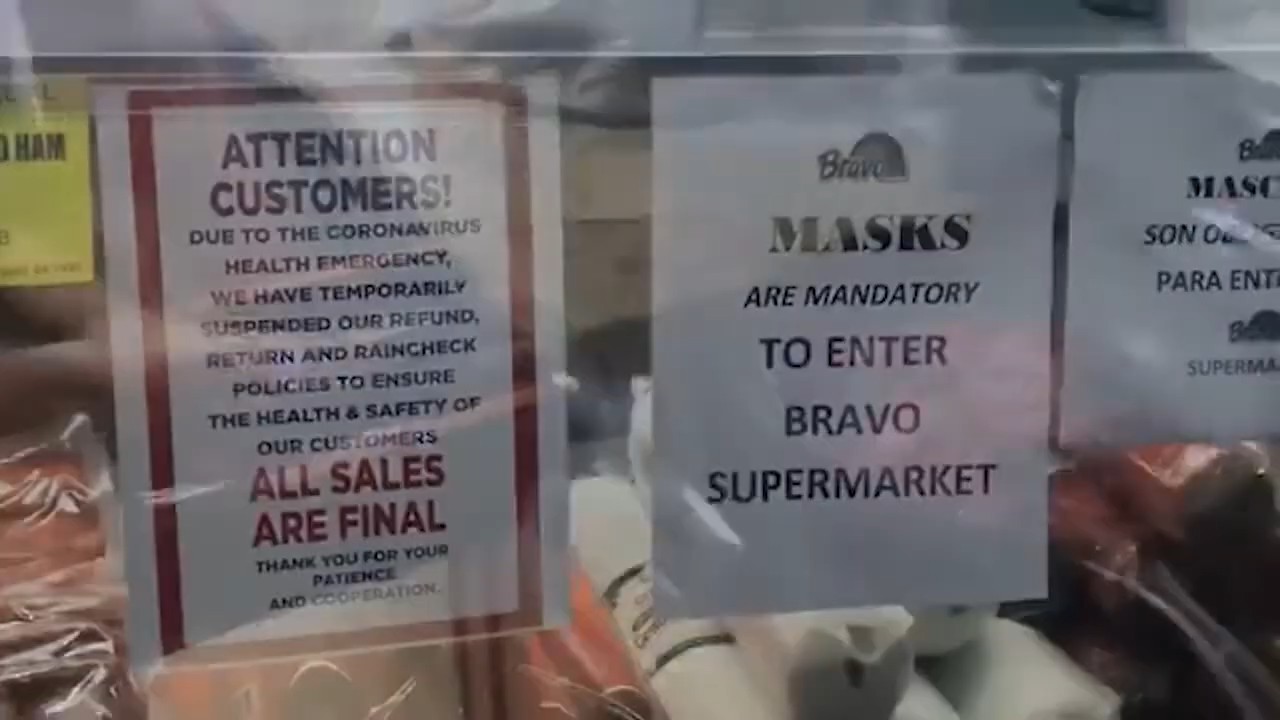 HAM
ATTENTION
CUSTOMERS!
DUE TO THE CORONAVIRUS
HEALTH EMERGENCY,
WE HAVE TEMPORARILY
SUSPENDED OUR REFUND,
RETURN AND RAINCHECK
POLICIES TO ENSURE
THE HEALTH & SAFETY OF
OUR CUSTOMERS
ALL SALES
ARE FINAL
THANK YOU FOR YOUR
PATIENCE
AND COOPERATION.
Bravo
MASKS
ARE MANDATORY
TO ENTER
BRAVO
SUPERMARKET
SON
PARA